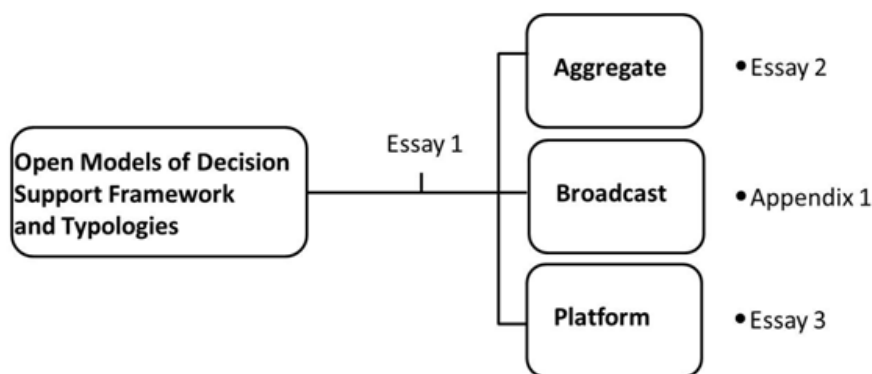 Aggregate
• Essay 2
Essay 1
Open Models of Decision
Support Framework
and Typologies
Broadcast
• Appendix 1
Platform
• Essay 3